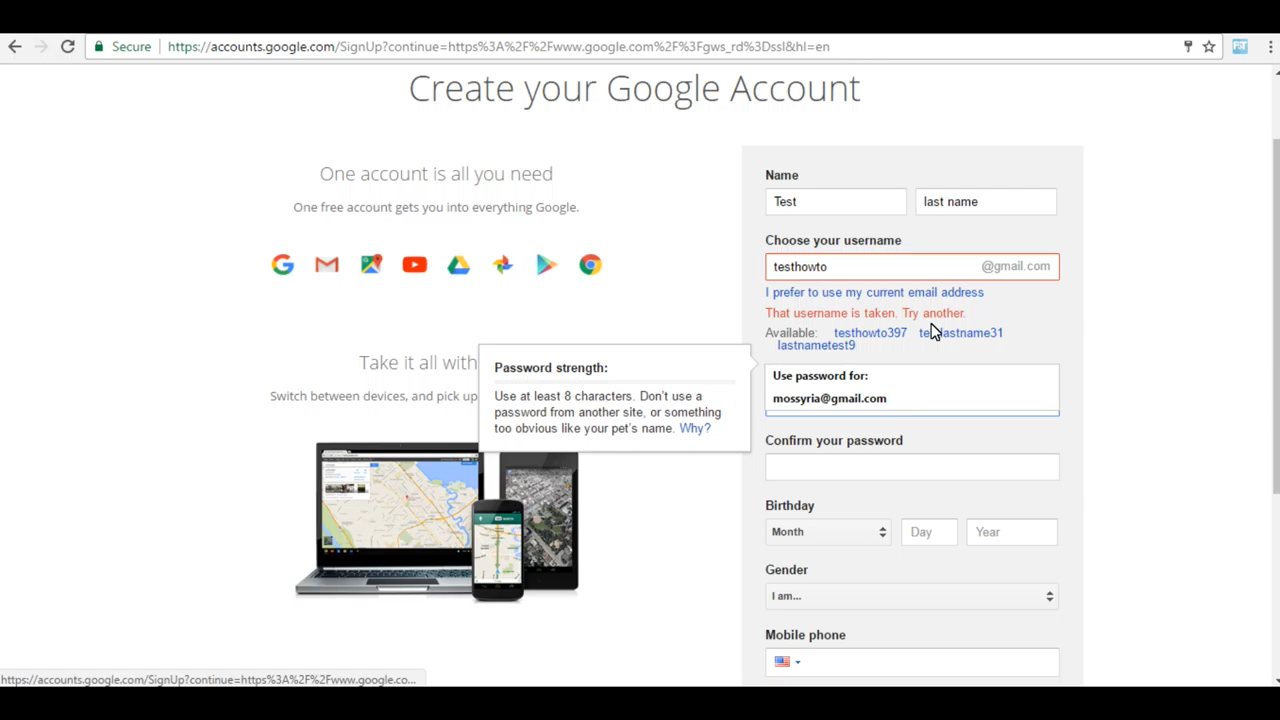 Secure
https://accounts.google.com/SignUp?continue=https%3A%2F%2Fwww.google.com%2F%3Fgws_rd%3Dssl&hl=en
Create your Google Account
One account is all you need
One free account gets you into everything Google.
Take it all with
Switch between devices, and pick up
Name
Test
last name
Choose your username
testhowto
@gmail.com
I prefer to use my current email address
That username is taken. Try another.
Available: testhowto397 lastname31
lastnametest9
Password strength:
Use at least 8 characters. Don't use a
password from another site, or something
too obvious like your pet's name. Why?
Use password for:
mossyria@gmail.com
Confirm your password
Birthday
Month
Day
Year
Gender
I am...
Mobile phone
https://accounts.google.com/SignUp?continue=https%3A%2F%2Fwww.google.co...